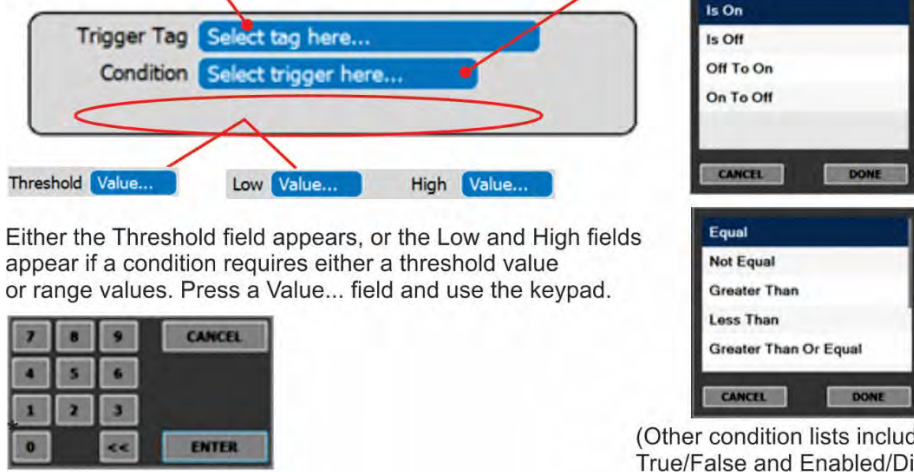 Trigger Tag Select tag here...
Condition Select trigger here...
Threshold Value... Low Value... High Value...
Either the Threshold field appears, or the Low and High fields
appear if a condition requires either a threshold value
or range values. Press a Value... field and use the keypad.
7 8 9 CANCEL
4 5 6
1 2 3
*
0 << ENTER
Is On
Is Off
Off To On
On To Off
CANCEL DONE
Equal
Not Equal
Greater Than
Less Than
Greater Than Or Equal
CANCEL DONE
(Other condition lists includ
True/False and Enabled/Di